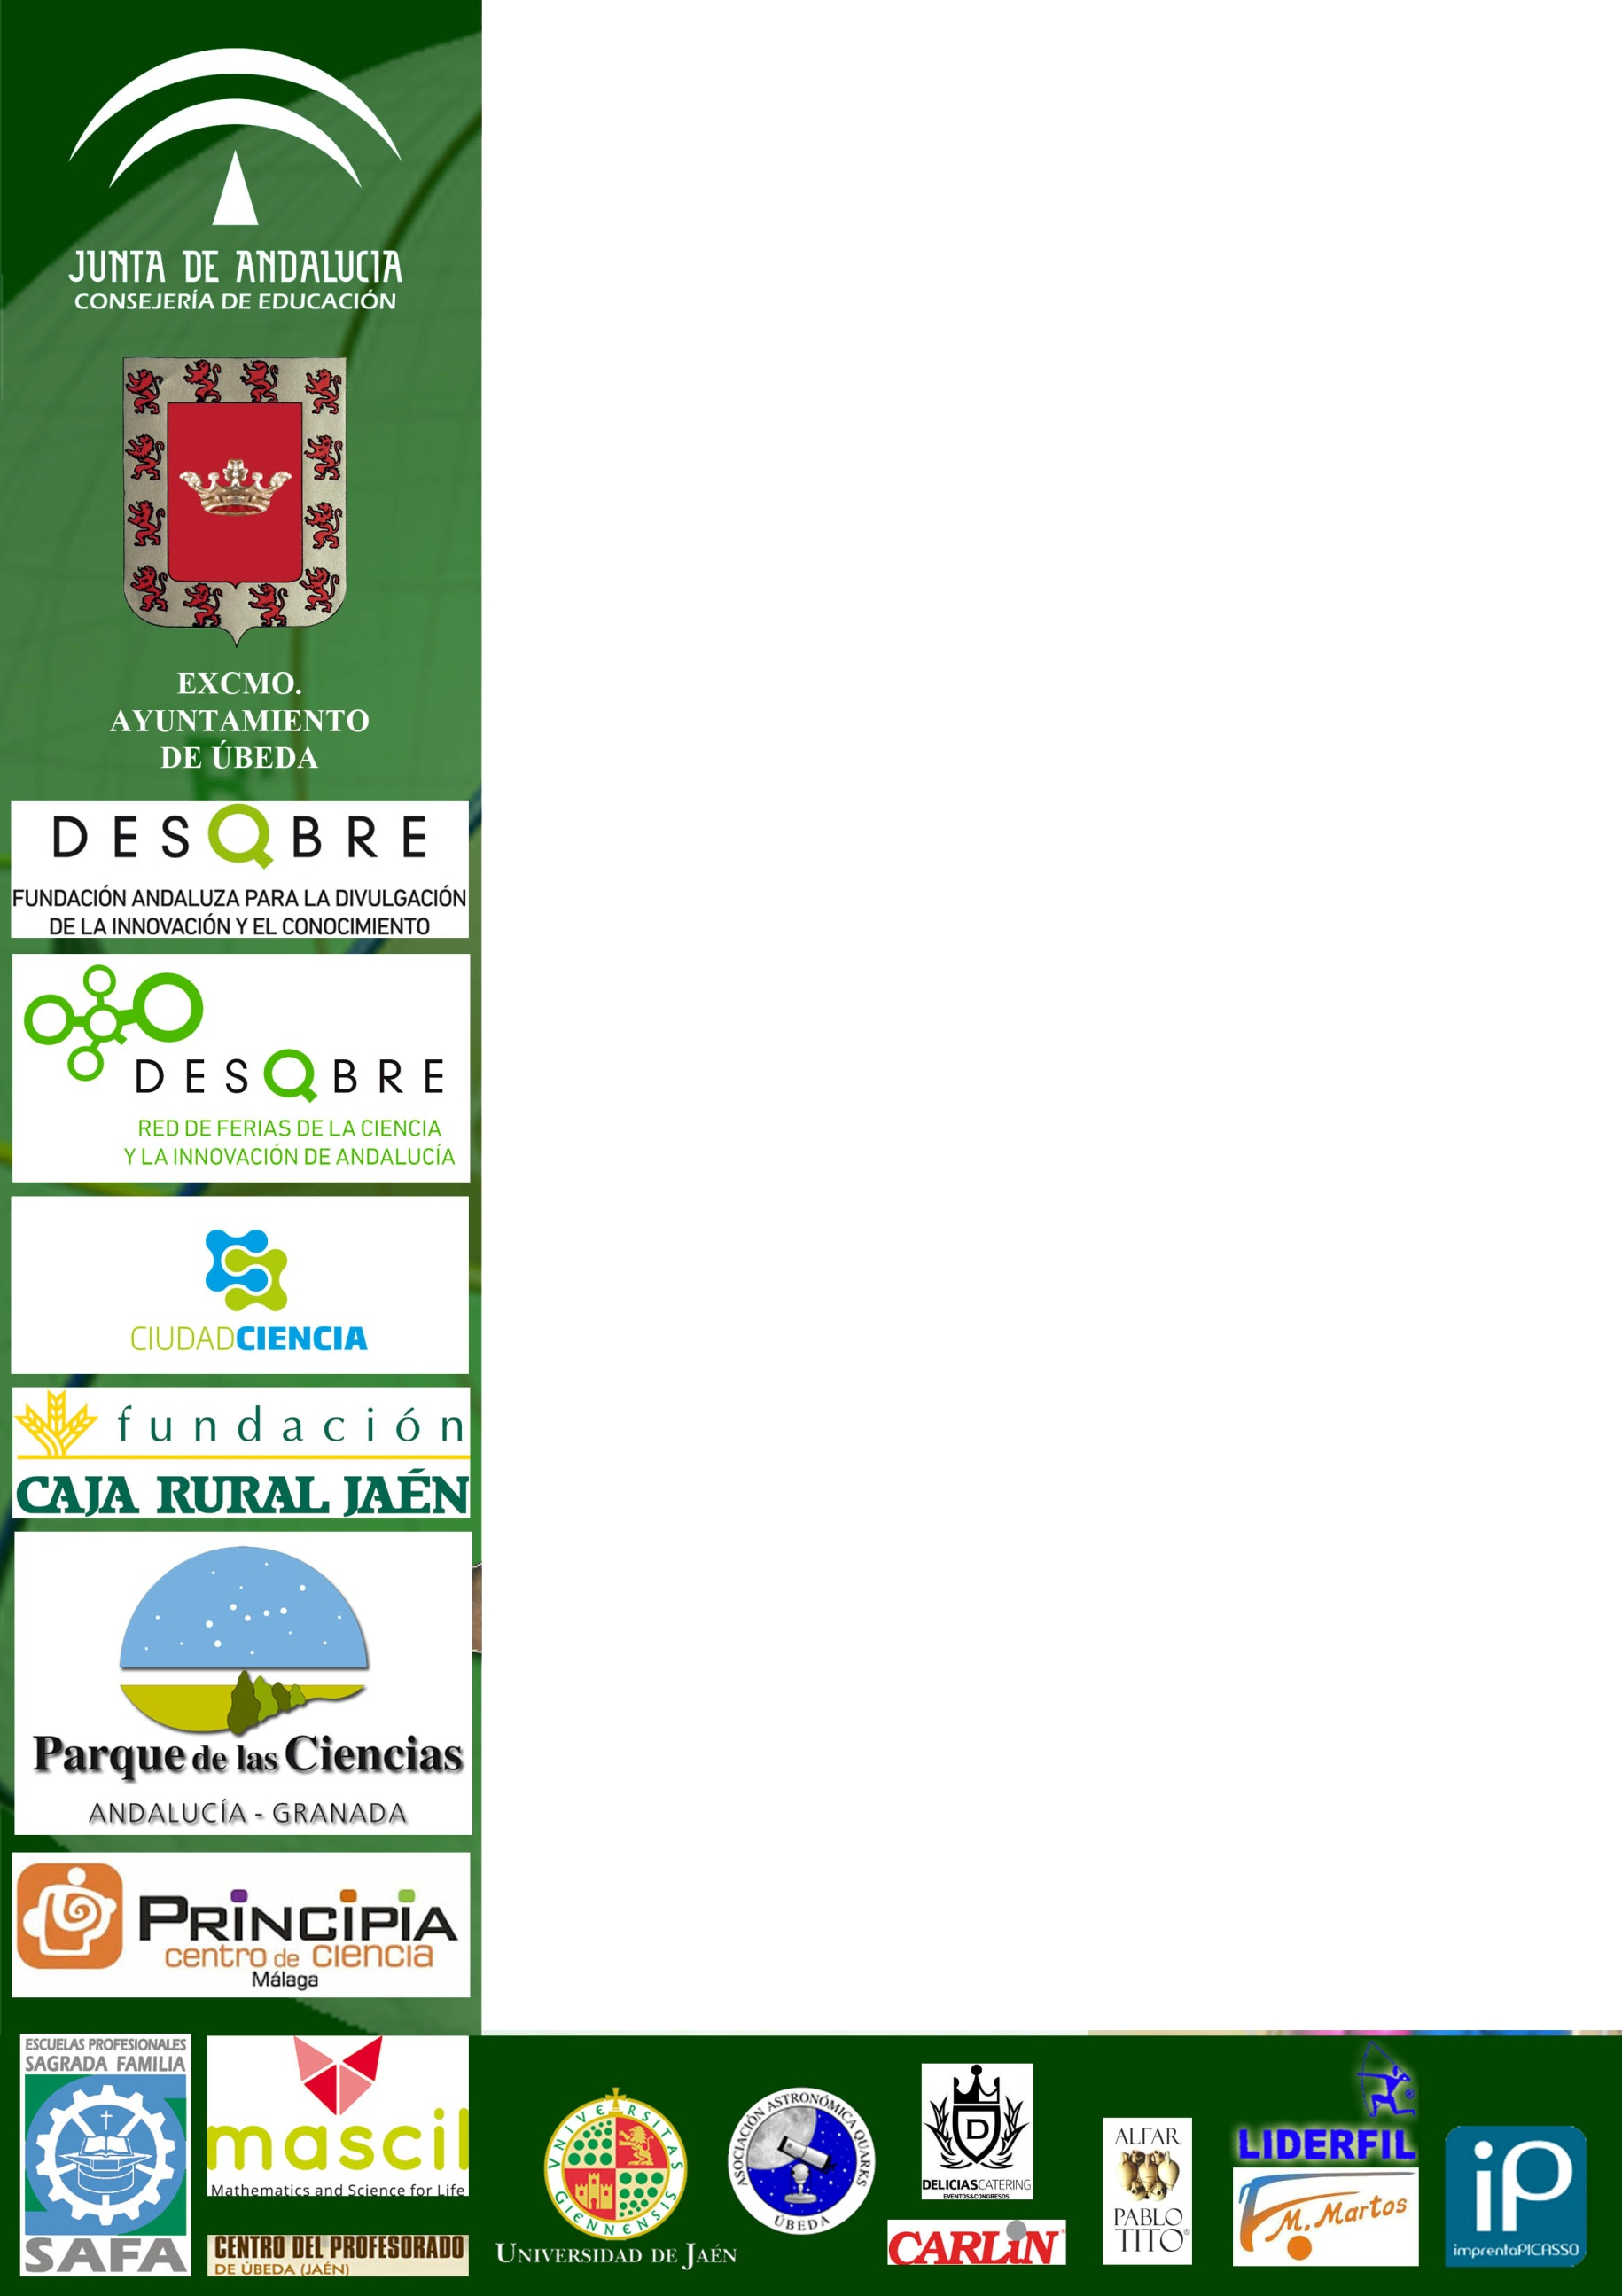 JUNTA DE ANDALUCIA
CONSEJERÍA DE EDUCACIÓN
EXCMO.
AYUNTAMIENTO
DE ÚBEDA
DESQBRE
FUNDACIÓN ANDALUZA PARA LA DIVULGACIÓN
DE LA INNOVACIÓN Y EL CONOCIMIENTO
DESQBRE
RED DE FERIAS DE LA CIENCIA
Y LA INNOVACIÓN DE ANDALUCÍA
CIUDADCIENCIA
fundación
CAJA RURAL JAÉN
Parque de las Ciencias
ANDALUCÍA - GRANADA
PRINCIPIA
centro de ciencia
Málaga
ESCUELAS PROFESIONALES
SAGRADA FAMILIA
SAFA
mascil
Mathematics and Science for Life
CENTRO DEL PROFESORADO
DE ÚBEDA (JAÉN)
VNIVERSITAS
GIENNENSIS
UNIVERSIDAD DE JAÉN
ASOCIACIÓN ASTRONÓMICA QUARKS
ÚBEDA
D
DELICIASCATERING
EVENTOS&CONGRESOS
CARLIN
ALFAR
PABLO
TITO
LIDERFIL
M. Martos
iP
imprentaPICASSO